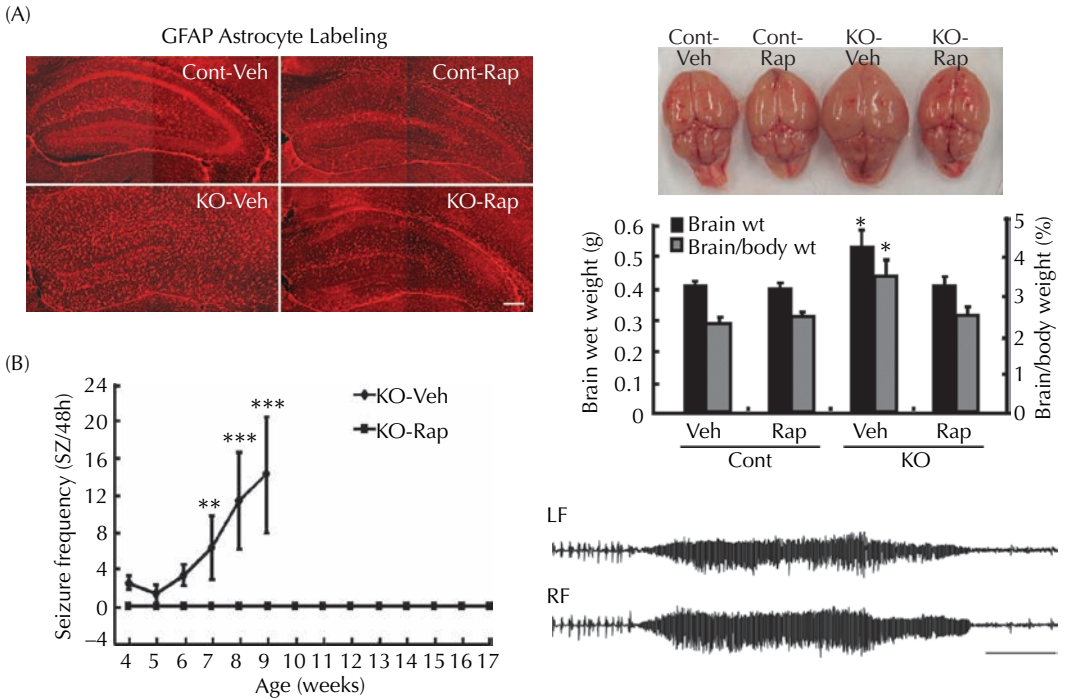 (A)
GFAP Astrocyte Labeling
Cont-Veh
Cont-Rap
KO-Veh
KO-Rap
Cont-
Veh
Cont-
Rap
KO-
Veh
KO-
Rap
Brain wet weight (g)
0.6
0.5
0.4
0.3
0.2
0.1
0
Brain wt
Brain/body wt
* *
5
4
3
2
1
0
Brain/body weight (%)
Veh Rap Veh Rap
Cont KO
(B)
Seizure frequency (SZ/48h)
24
20
16
12
8
4
0
–4
** *** ***
KO-Veh
KO-Rap
4 5 6 7 8 9 10 11 12 13 14 15 16 17
Age (weeks)
LF
RF